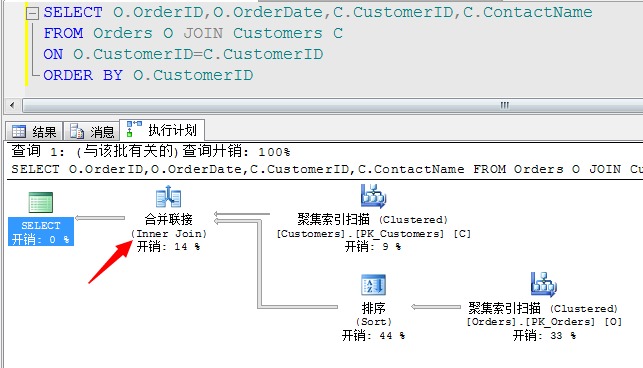 SELECT O.OrderID,O.OrderDate,C.CustomerID,C.ContactName
FROM Orders O JOIN Customers C
ON O.CustomerID=C.CustomerID
ORDER BY O.CustomerID
结果 消息 执行计划
查询 1: (与该批有关的)查询开销: 100%
SELECT O.OrderID,O.OrderDate,C.CustomerID,C.ContactName FROM Orders O JOIN Cu
SELECT
开销: 0 %
合并联接
(Inner Join)
开销: 14 %
聚集索引扫描 (Clustered)
[Customers].[PK_Customers] [C]
开销: 9 %
排序
(Sort)
开销: 44 %
聚集索引扫描 (Clustered)
[Orders].[PK_Orders] [O]
开销: 33 %